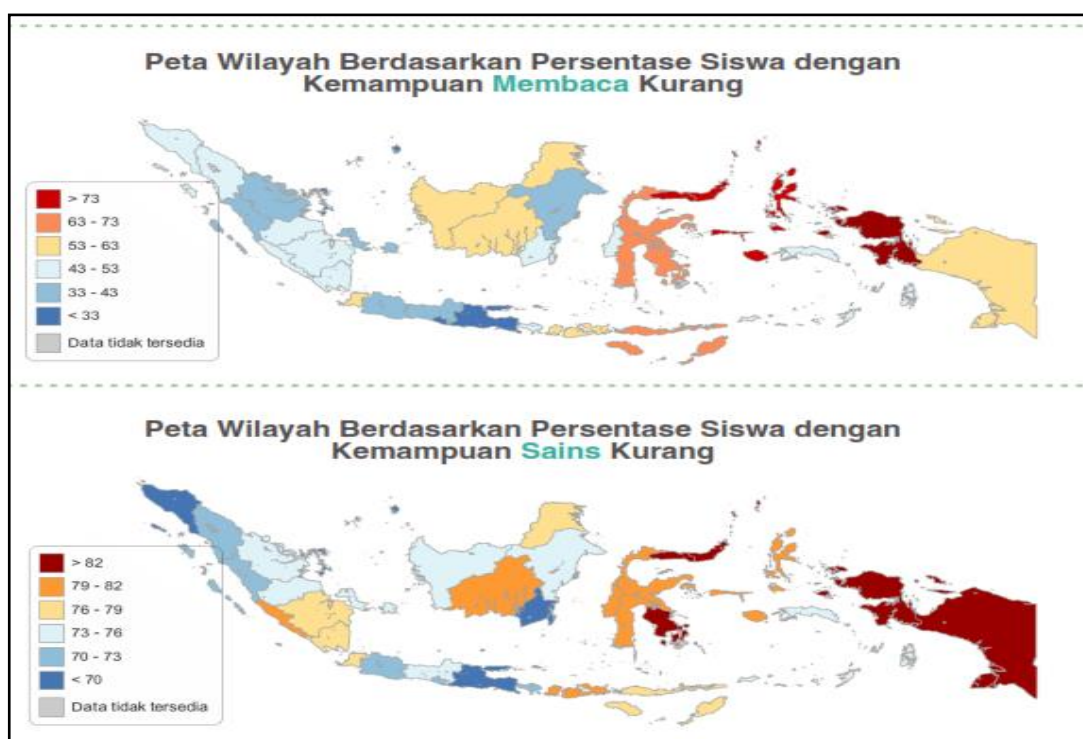 Peta Wilayah Berdasarkan Persentase Siswa dengan
Kemampuan Membaca Kurang
> 73
63 - 73
53 - 63
43 - 53
33 - 43
< 33
Data tidak tersedia
Peta Wilayah Berdasarkan Persentase Siswa dengan
Kemampuan Sains Kurang
> 82
79 - 82
76 - 79
73 - 76
70 - 73
< 70
Data tidak tersedia